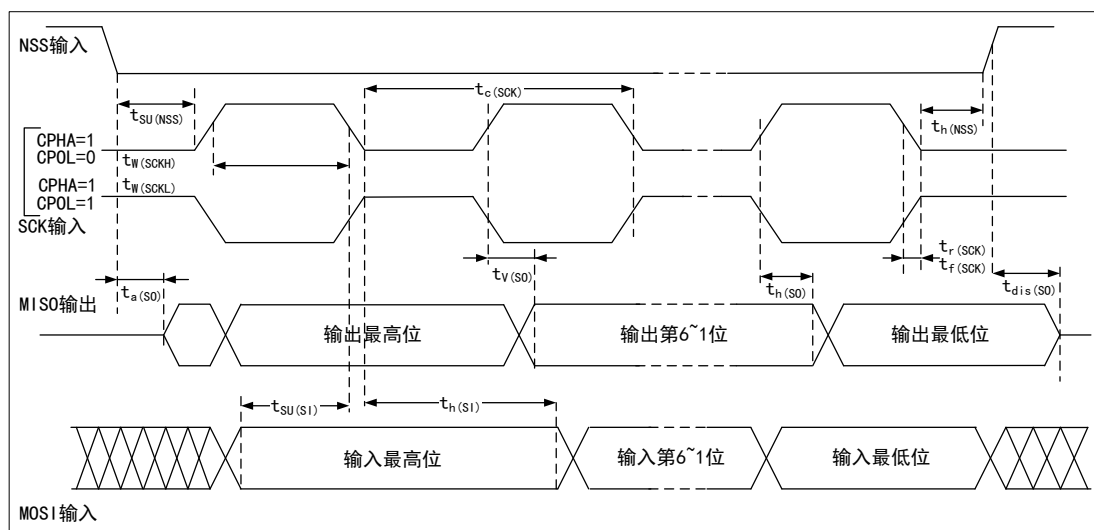 NSS输入
tSU(NSS)
tc(SCK)
th(NSS)
CPHA=1
CPOL=0
tW(SCKH)
CPHA=1
CPOL=1
tW(SCKL)
SCK输入
ta(SO)
tV(SO)
th(SO)
tr(SCK)
tf(SCK)
tdis(SO)
MISO输出
输出最高位
输出第6~1位
输出最低位
tSU(SI)
th(SI)
输入最高位
输入第6~1位
输入最低位
MOSI输入